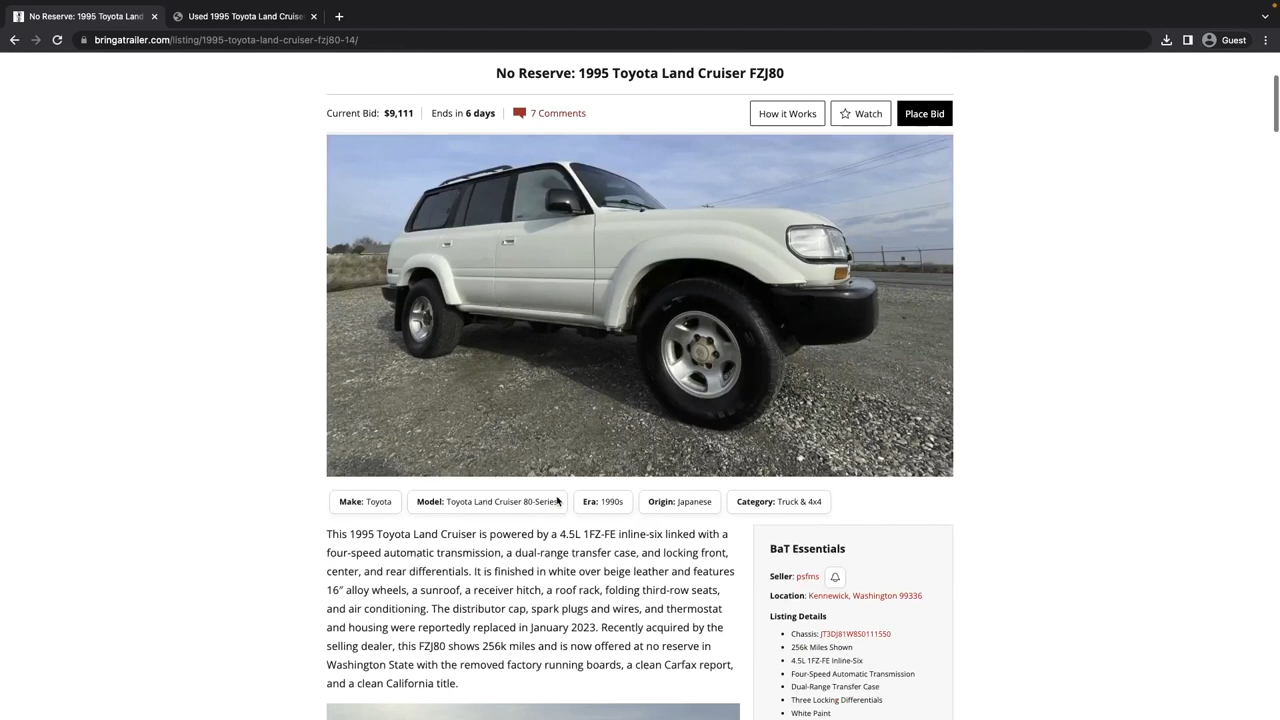 No Reserve: 1995 Toyota Land
Used 1995 Toyota Land Cruise
bringatrailer.com/listing/1995-toyota-land-cruiser-fzj80-14/
Guest
No Reserve: 1995 Toyota Land Cruiser FZJ80
Current Bid: $9,111 Ends in 6 days 7 Comments How it Works Watch Place Bid
Make: Toyota Model: Toyota Land Cruiser 80-Series Era: 1990s Origin: Japanese Category: Truck & 4x4
This 1995 Toyota Land Cruiser is powered by a 4.5L 1FZ-FE inline-six linked with a
four-speed automatic transmission, a dual-range transfer case, and locking front,
center, and rear differentials. It is finished in white over beige leather and features
16″ alloy wheels, a sunroof, a receiver hitch, a roof rack, folding third-row seats,
and air conditioning. The distributor cap, spark plugs and wires, and thermostat
and housing were reportedly replaced in January 2023. Recently acquired by the
selling dealer, this FZJ80 shows 256k miles and is now offered at no reserve in
Washington State with the removed factory running boards, a clean Carfax report,
and a clean California title.
BaT Essentials
Seller: psfms
Location: Kennewick, Washington 99336
Listing Details
Chassis: JT3DJ81W8S0111550
256k Miles Shown
4.5L 1FZ-FE Inline-Six
Four-Speed Automatic Transmission
Dual-Range Transfer Case
Three Locking Differentials
White Paint